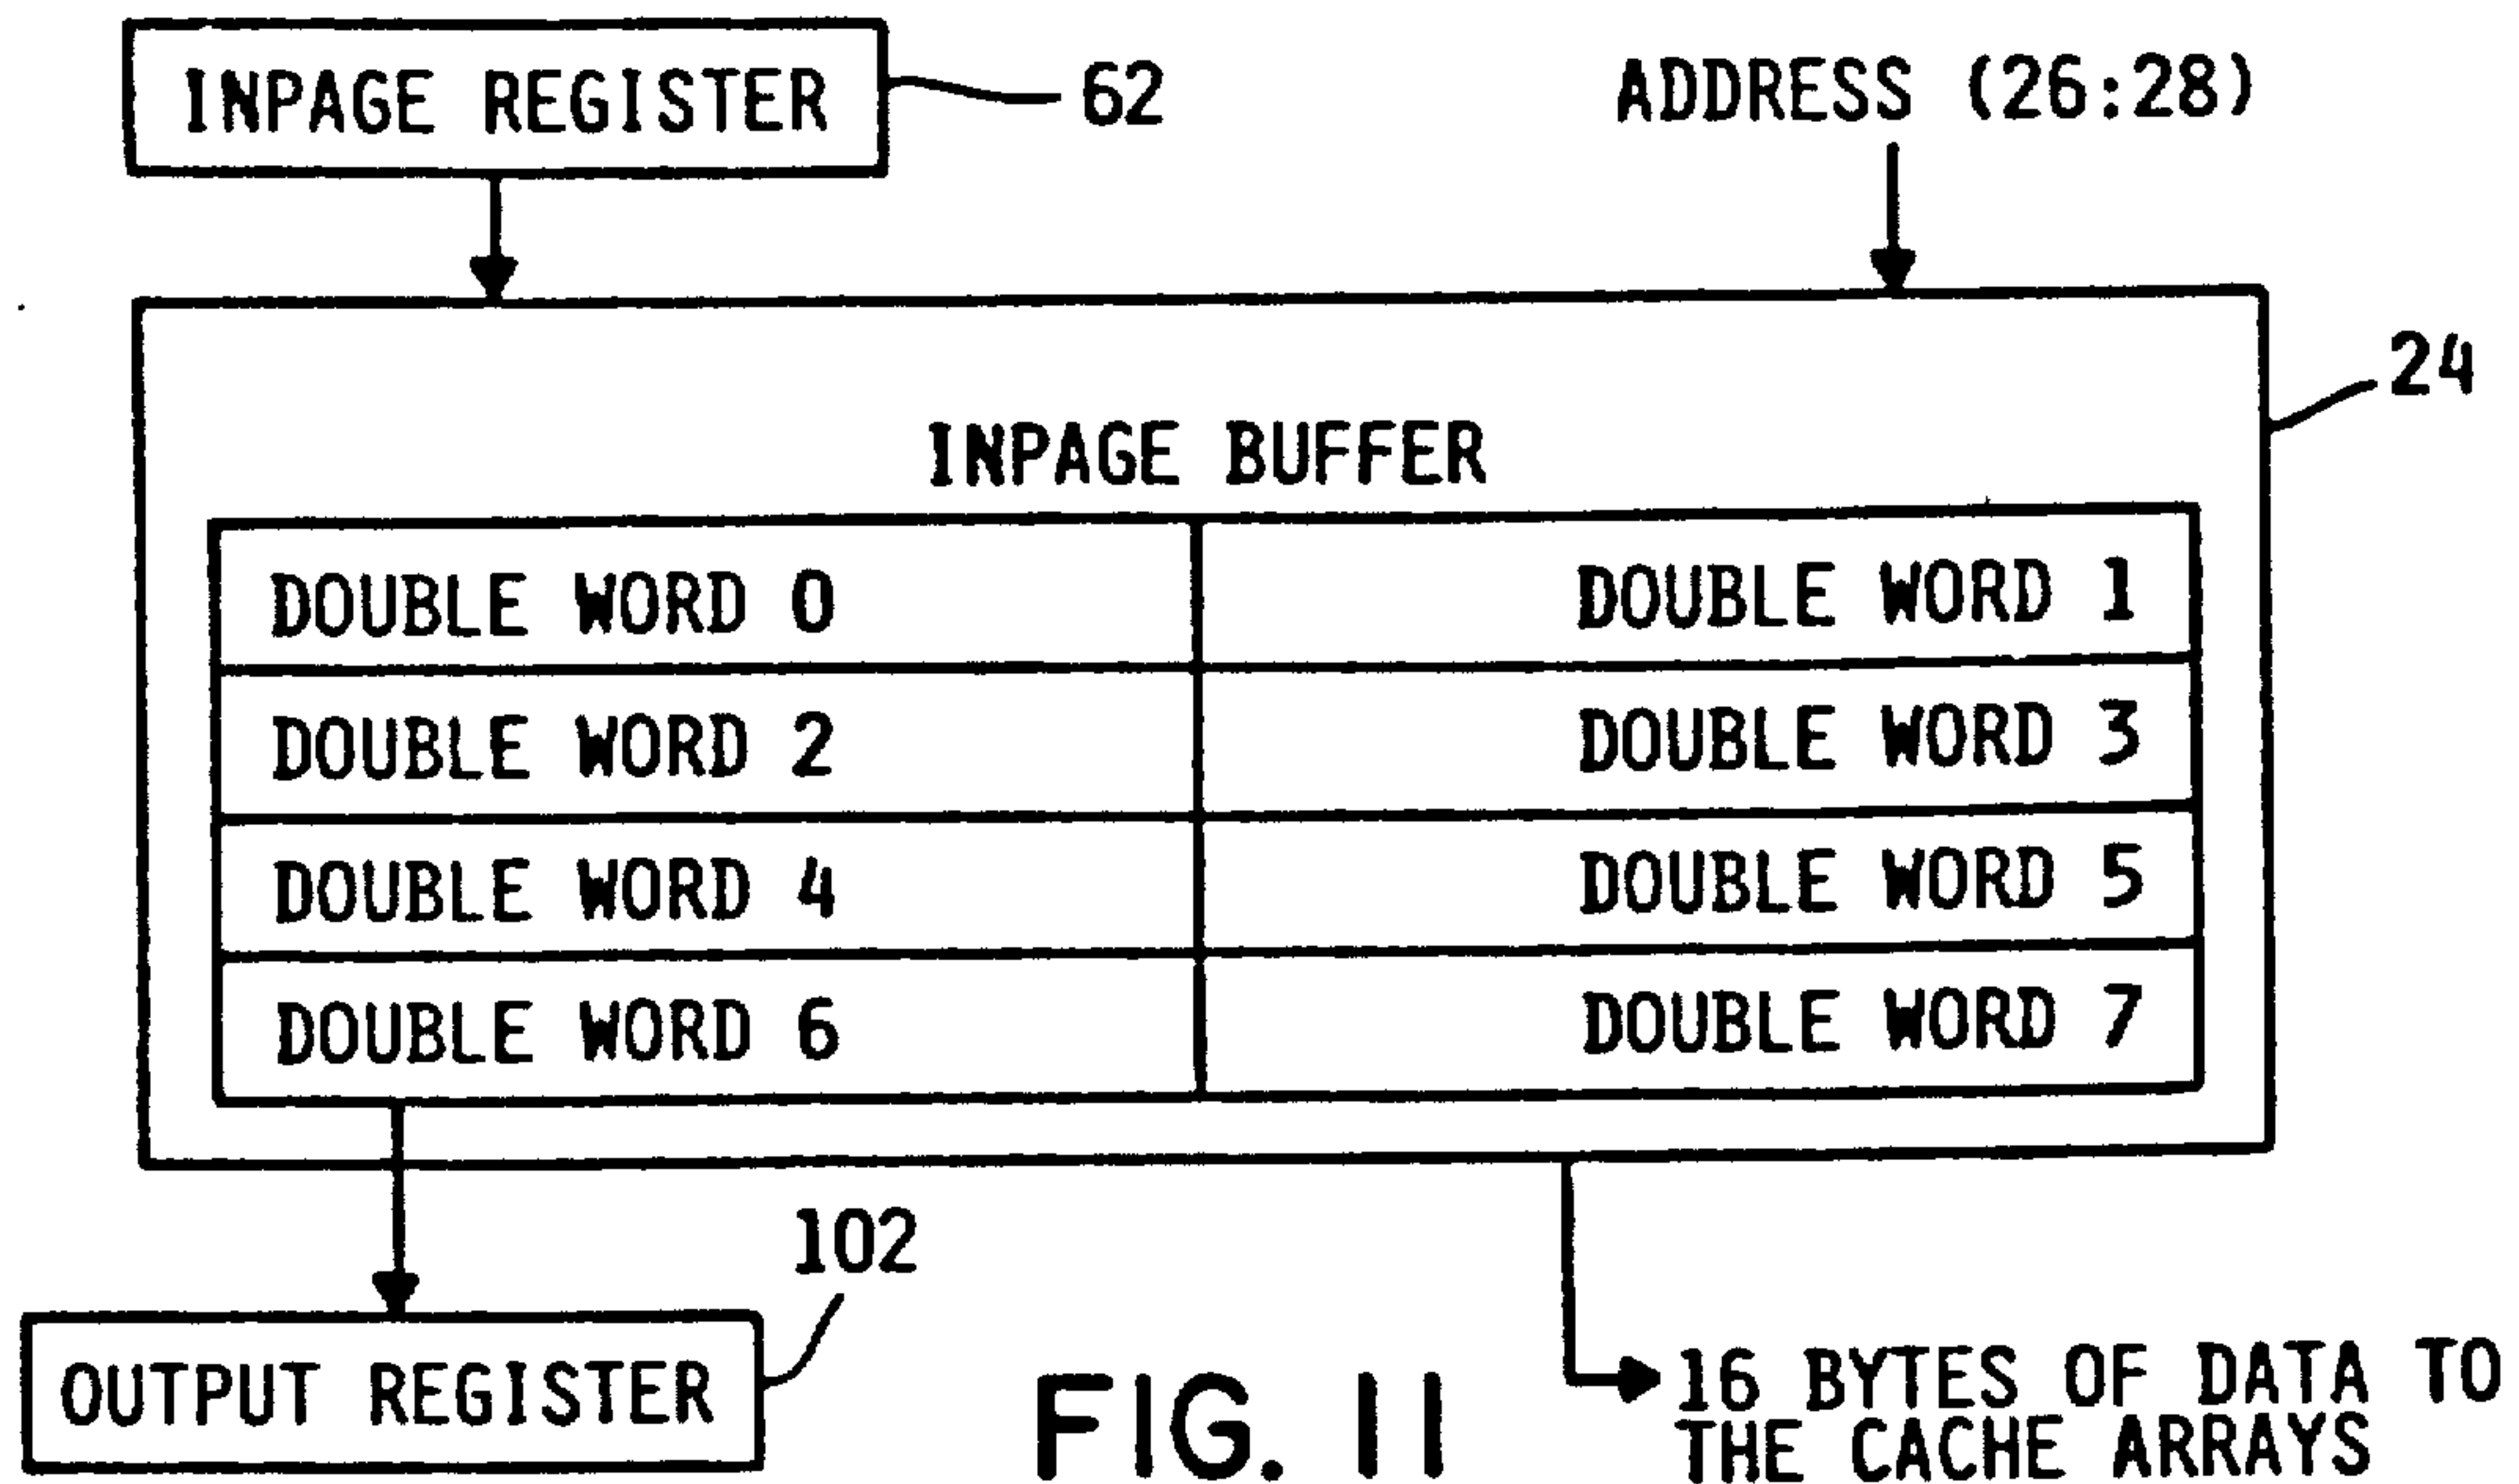 INPAGE REGISTER
62
ADDRESS (26:28)
24
INPAGE BUFFER
DOUBLE WORD 0
DOUBLE WORD 1
DOUBLE WORD 2
DOUBLE WORD 3
DOUBLE WORD 4
DOUBLE WORD 5
DOUBLE WORD 6
DOUBLE WORD 7
102
OUTPUT REGISTER
16 BYTES OF DATA TO
THE CACHE ARRAYS
FIG. 11